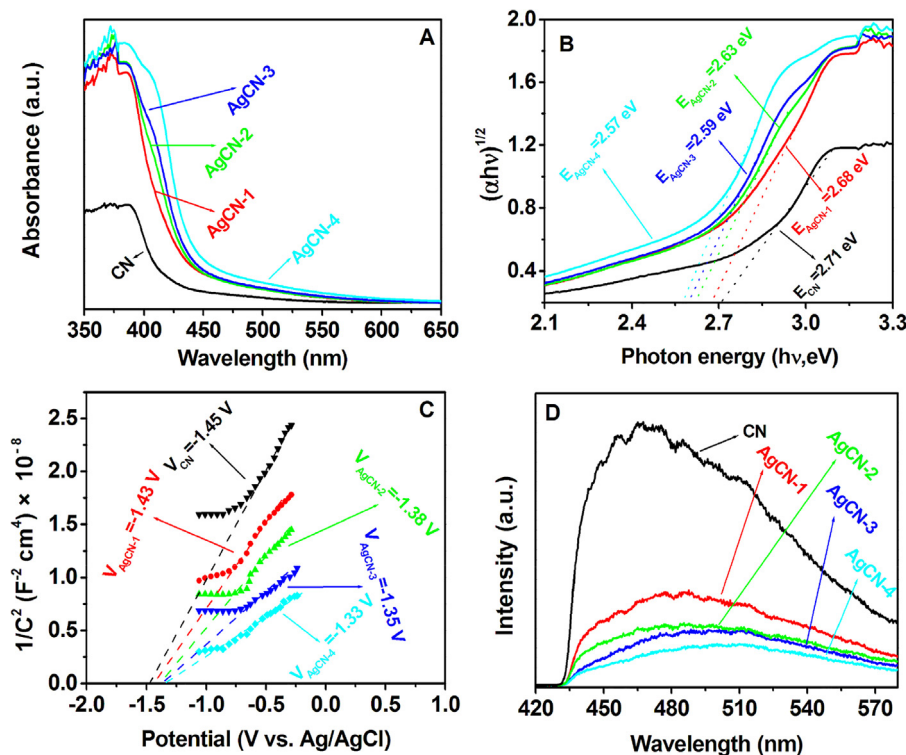 A
Absorbance (a.u.)
AgCN-3
AgCN-2
AgCN-1
AgCN-4
CN
350 400 450 500 550 600 650
Wavelength (nm)
B
(αhν)^1/2
2.0
1.6
1.2
0.8
0.4
E_AgCN-4=2.57 eV
E_AgCN-3=2.59 eV
E_AgCN-2=2.63 eV
E_AgCN-1=2.68 eV
E_CN=2.71 eV
2.1 2.4 2.7 3.0 3.3
Photon energy (hν,eV)
C
1/C² (F⁻² cm⁴) × 10⁻⁸
2.5
2.0
1.5
1.0
0.5
0.0
V_CN=-1.45 V
V_AgCN-1=-1.43 V
V_AgCN-2=-1.38 V
V_AgCN-3=-1.35 V
V_AgCN-4=-1.33 V
-2.0 -1.5 -1.0 -0.5 0.0 0.5 1.0
Potential (V vs. Ag/AgCl)
D
Intensity (a.u.)
CN
AgCN-1
AgCN-2
AgCN-3
AgCN-4
420 450 480 510 540 570
Wavelength (nm)